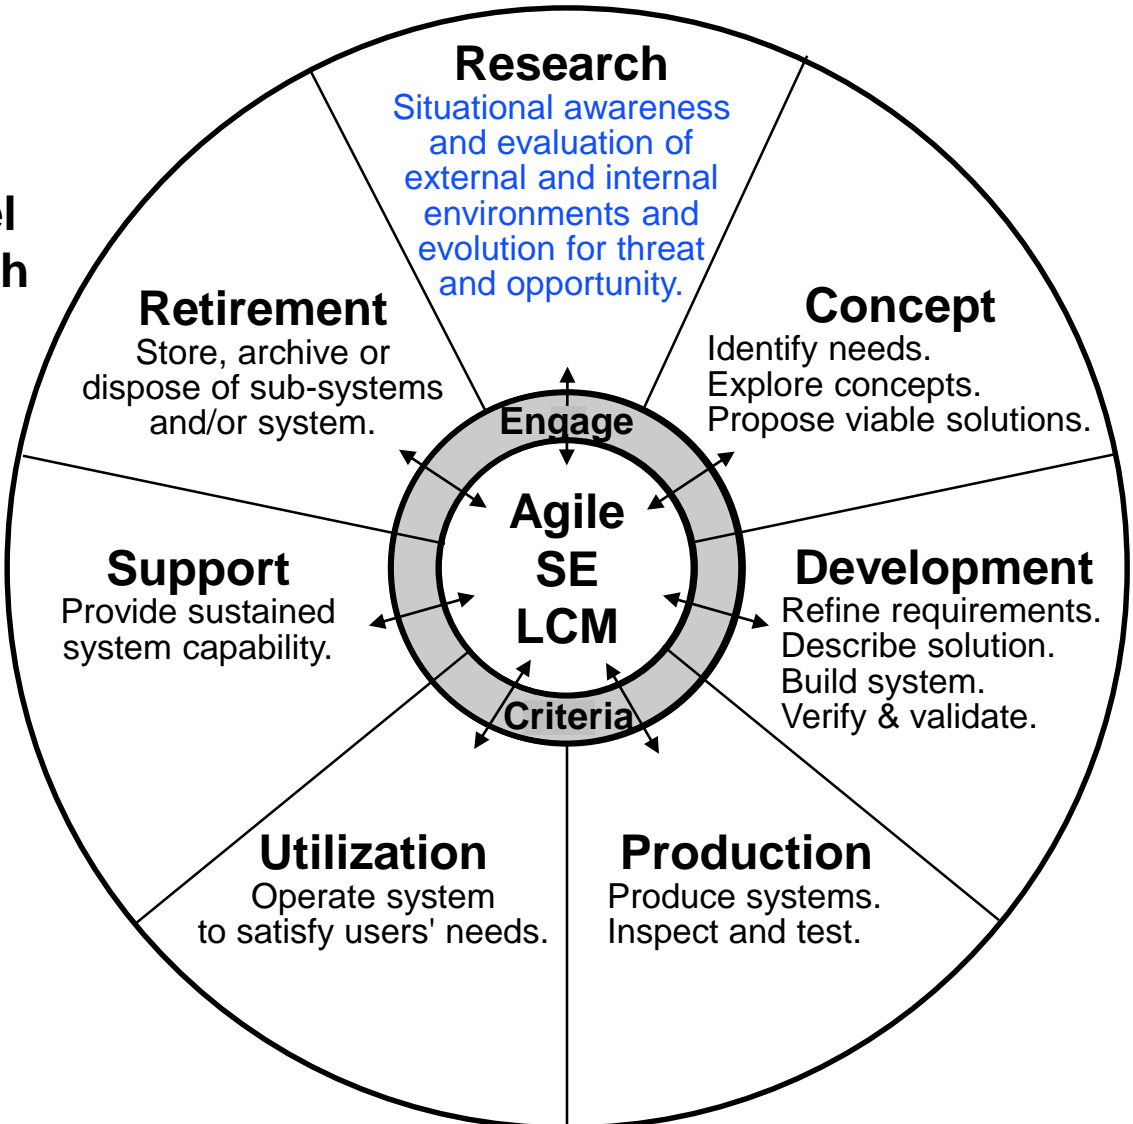 Research
Situational awareness
and evaluation of
external and internal
environments and
evolution for threat
and opportunity.
Concept
Identify needs.
Explore concepts.
Propose viable solutions.
Development
Refine requirements.
Describe solution.
Build system.
Verify & validate.
Production
Produce systems.
Inspect and test.
Utilization
Operate system
to satisfy users' needs.
Support
Provide sustained
system capability.
Retirement
Store, archive or
dispose of sub-systems
and/or system.
Engage
Agile
SE
LCM
Criteria